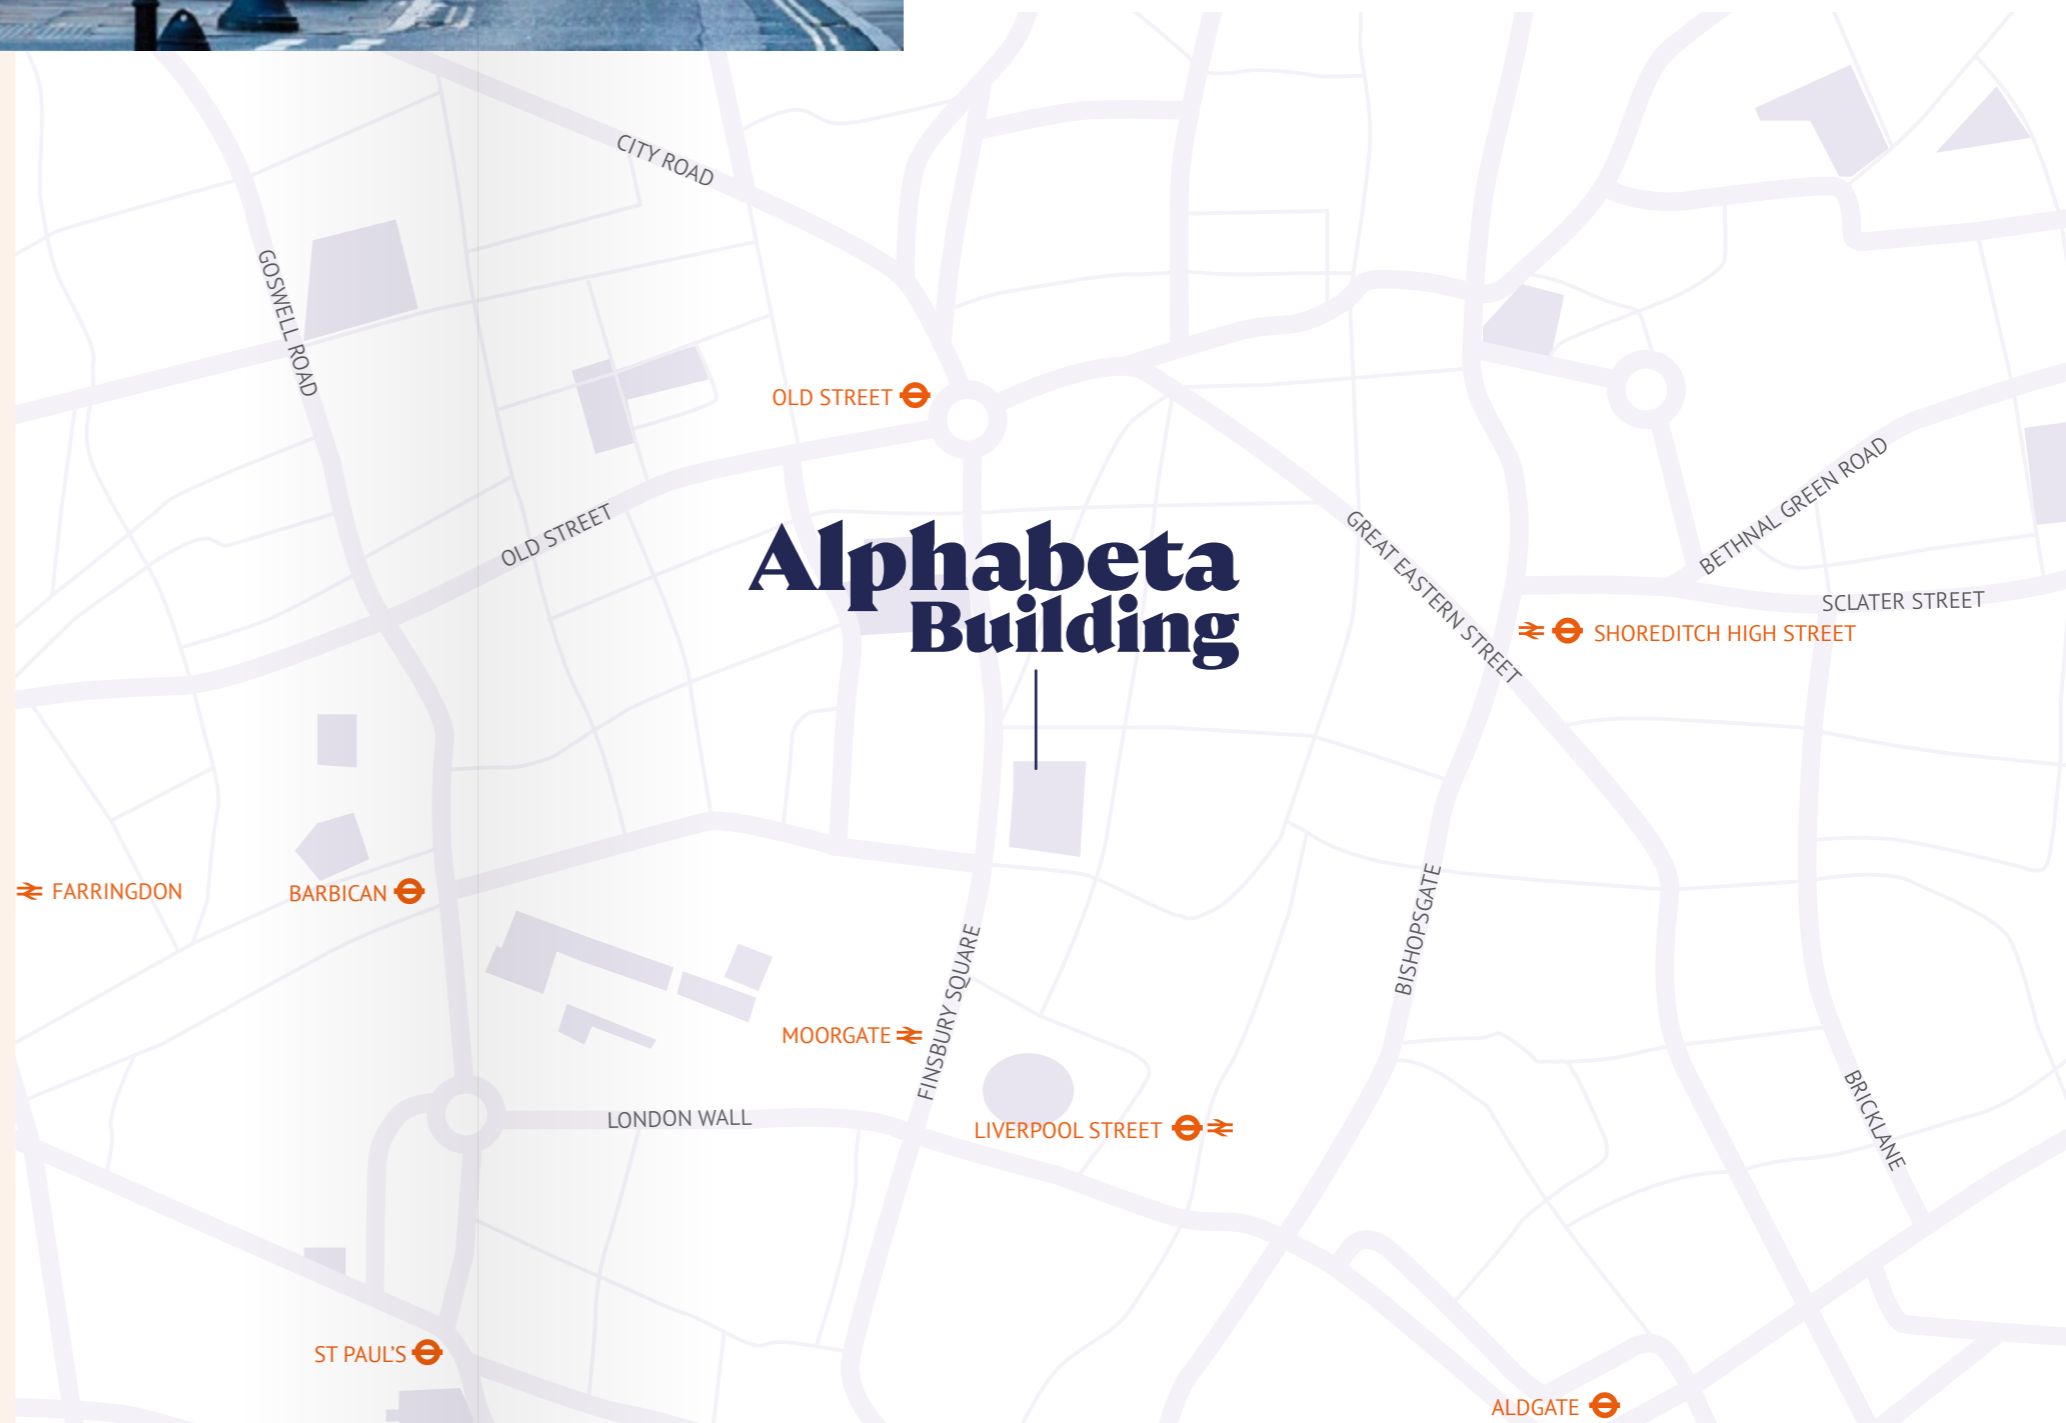 CITY ROAD
GOSWELL ROAD
OLD STREET
OLD STREET
Alphabeta
Building
GREAT EASTERN STREET
BETHNAL GREEN ROAD
SCLATER STREET
SHOREDITCH HIGH STREET
FARRINGDON
BARBICAN
BISHOPSGATE
FINSBURY SQUARE
MOORGATE
LONDON WALL
LIVERPOOL STREET
BRICKLANE
ST PAUL'S
ALDGATE